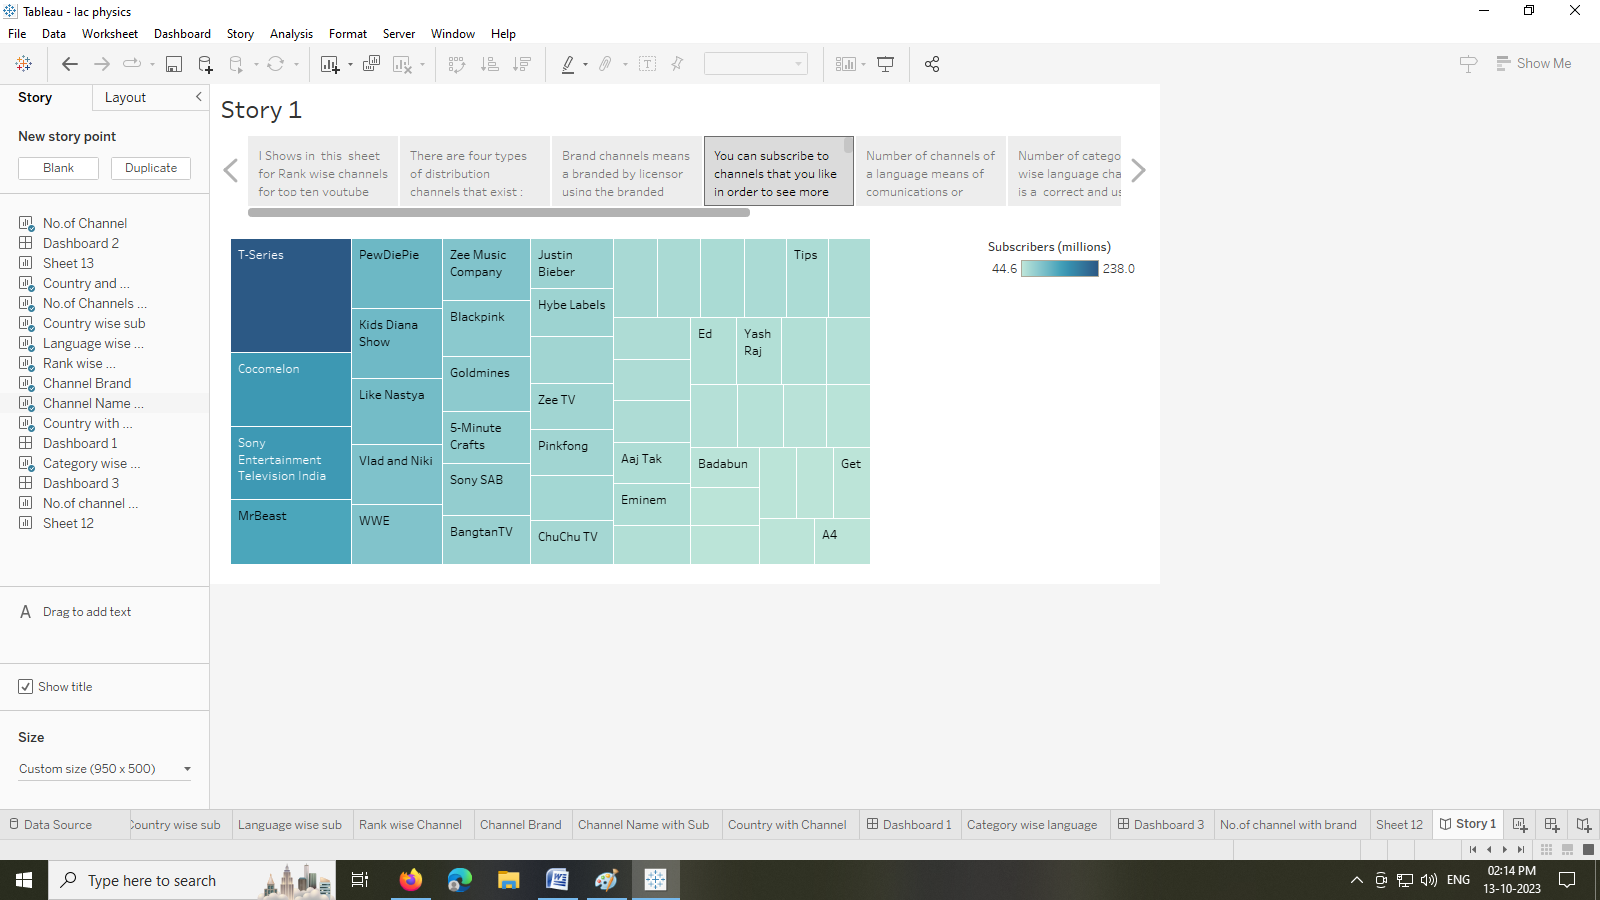 Tableau - lac physics
File Data Worksheet Dashboard Story Analysis Format Server Window Help
Show Me
Story Layout
New story point
Blank Duplicate
No.of Channel
Dashboard 2
Sheet 13
Country and ...
No.of Channels ...
Country wise sub
Language wise ...
Rank wise ...
Channel Brand
Channel Name ...
Country with ...
Dashboard 1
Category wise ...
Dashboard 3
No.of channel ...
Sheet 12
A Drag to add text
Show title
Size
Custom size (950 x 500)
Story 1
I Shows in this sheet
for Rank wise channels
for top ten youtube
There are four types
of distribution
channels that exist :
Brand channels means
a branded by licensor
using the branded
You can subscribe to
channels that you like
in order to see more
Number of channels of
a language means of
comunications or
Number of catego
wise language cha
is a correct and us
T-Series
Cocomelon
Sony
Entertainment
Television India
MrBeast
PewDiePie
Kids Diana
Show
Like Nastya
Vlad and Niki
WWE
Zee Music
Company
Blackpink
Goldmines
5-Minute
Crafts
Sony SAB
BangtanTV
Justin
Bieber
Hybe Labels
Zee TV
Pinkfong
ChuChu TV
Aaj Tak
Eminem
Tips
Ed
Yash
Raj
Badabun
Get
A4
Subscribers (millions)
44.6 238.0
Data Source Country wise sub Language wise sub Rank wise Channel Channel Brand Channel Name with Sub Country with Channel Dashboard 1 Category wise language Dashboard 3 No.of channel with brand Sheet 12 Story 1
Type here to search
ENG
02:14 PM
13-10-2023